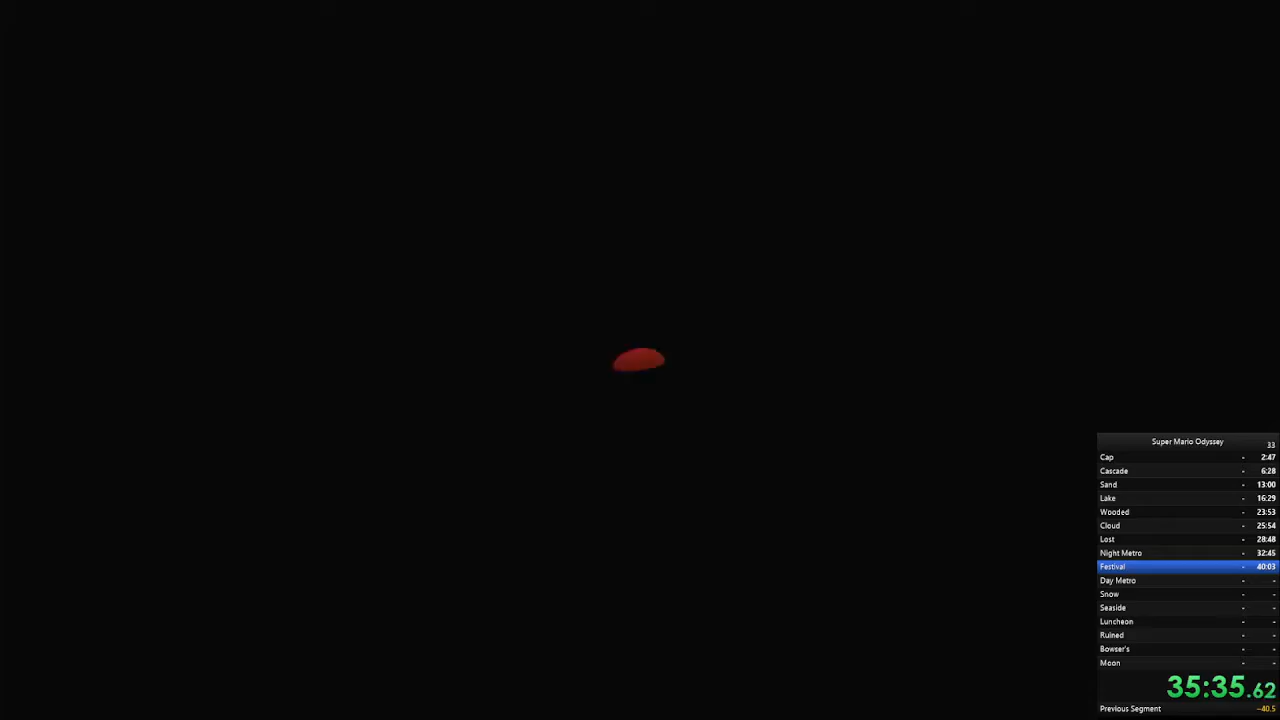 Super Mario Odyssey 33
Cap - 2:47
Cascade - 6:28
Sand - 13:00
Lake - 16:29
Wooded - 23:53
Cloud - 25:54
Lost - 28:48
Night Metro - 32:45
Festival - 40:03
Day Metro - -
Snow - -
Seaside - -
Luncheon - -
Ruined - -
Bowser's - -
Moon - -
35:35.62
Previous Segment −40.5